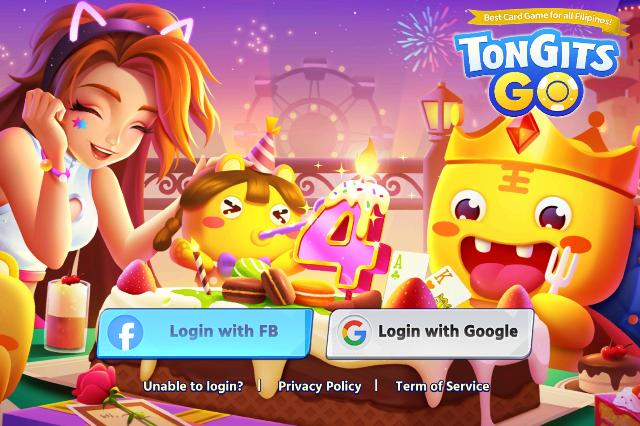 Best Card Game for all Filipinos!
TONGITS
GO
4
A
K
Login with FB
Login with Google
Unable to login? | Privacy Policy | Term of Service